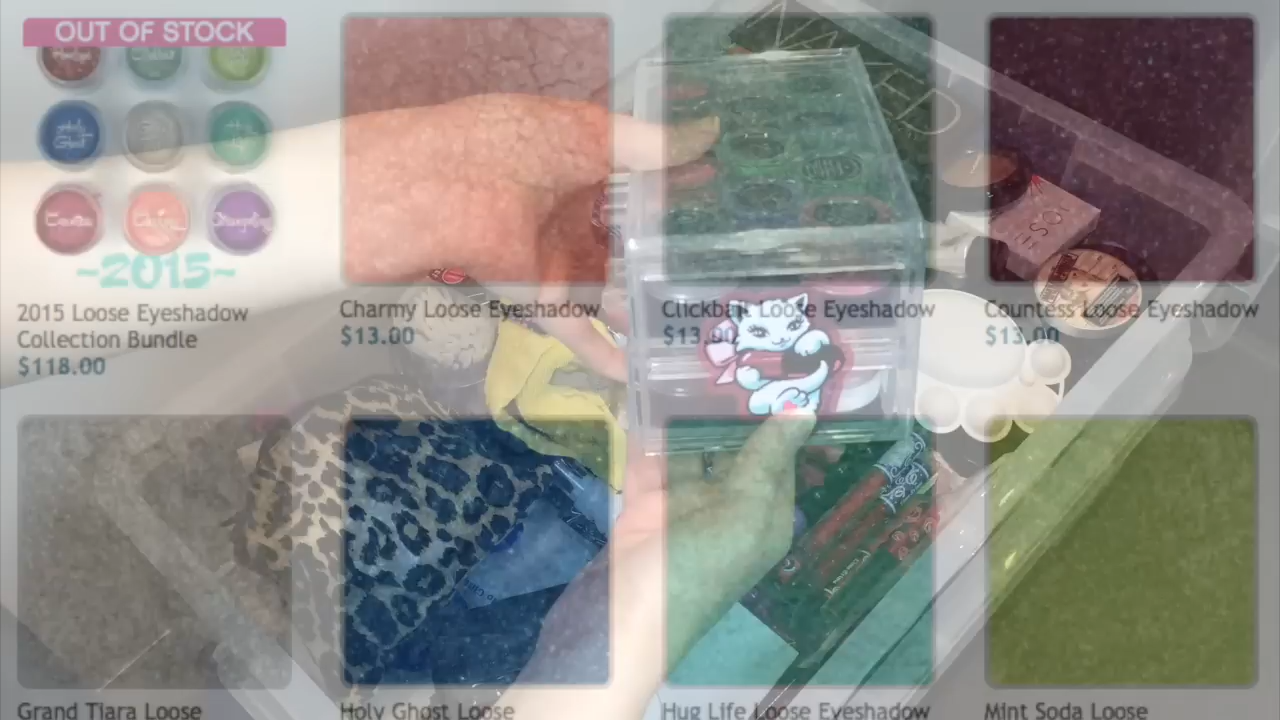 OUT OF STOCK
Holy
Ghost
~2015~
2015 Loose Eyeshadow
Collection Bundle
$118.00
Charmy Loose Eyeshadow
$13.00
Clickbait Loose Eyeshadow
$13.00
Countess Loose Eyeshadow
$13.00
Grand Tiara Loose
Holy Ghost Loose
Hug Life Loose Eyeshadow
Mint Soda Loose